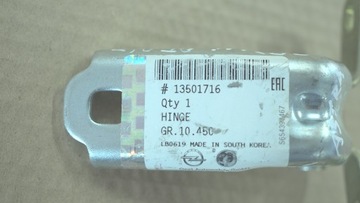 # 13501716
Qty 1
HINGE
GR.10.450
LB0619 MADE IN SOUTH KOREA
EAC